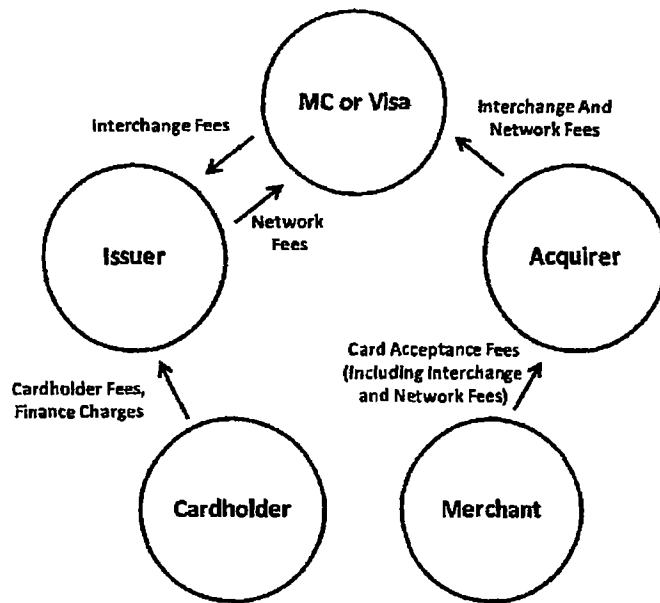 MC or Visa
Interchange Fees
Interchange And
Network Fees
Network
Fees
Issuer
Acquirer
Card Acceptance Fees
(Including Interchange
and Network Fees)
Cardholder Fees,
Finance Charges
Cardholder
Merchant